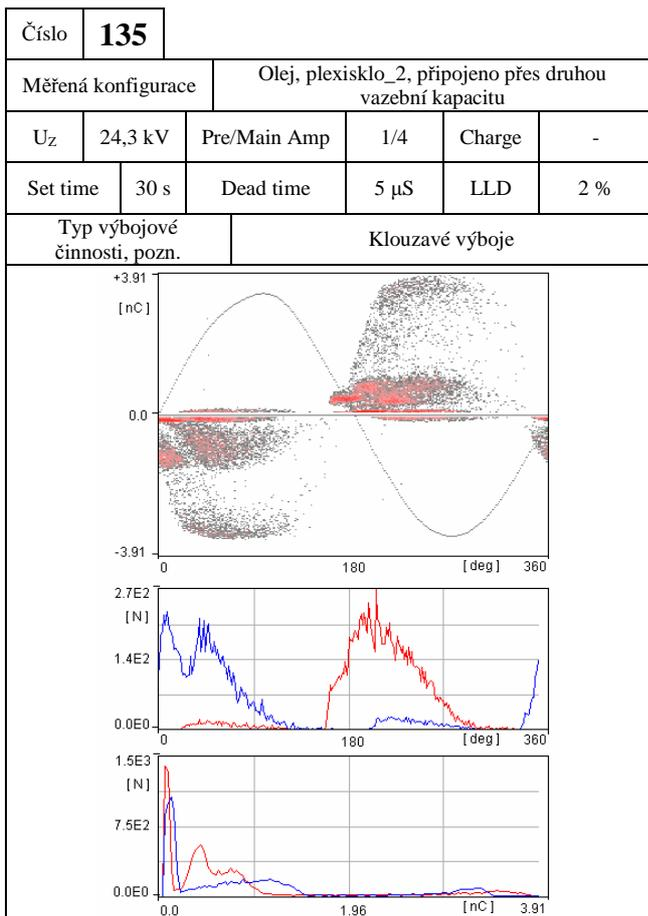 Číslo 135
Měřená konfigurace Olej, plexisklo_2, připojeno přes druhou
vazební kapacitu
UZ 24,3 kV Pre/Main Amp 1/4 Charge -
Set time 30 s Dead time 5 μS LLD 2 %
Typ výbojové
činnosti, pozn. Klouzavé výboje
+3.91
[ nC ]
0.0
-3.91
0 180 [ deg ] 360
2.7E2
[ N ]
1.4E2
0.0E0
0 180 [ deg ] 360
1.5E3
[ N ]
7.5E2
0.0E0
0.0 1.96 [ nC ] 3.91